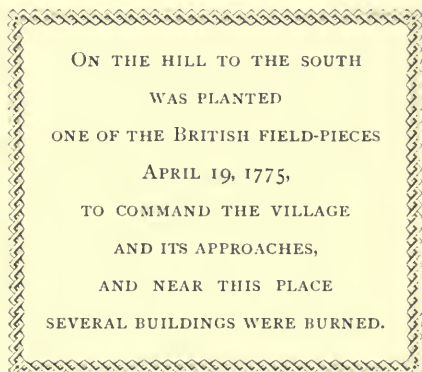 On the hill to the south
was planted
one of the British field-pieces
April 19, 1775,
to command the village
and its approaches,
and near this place
several buildings were burned.